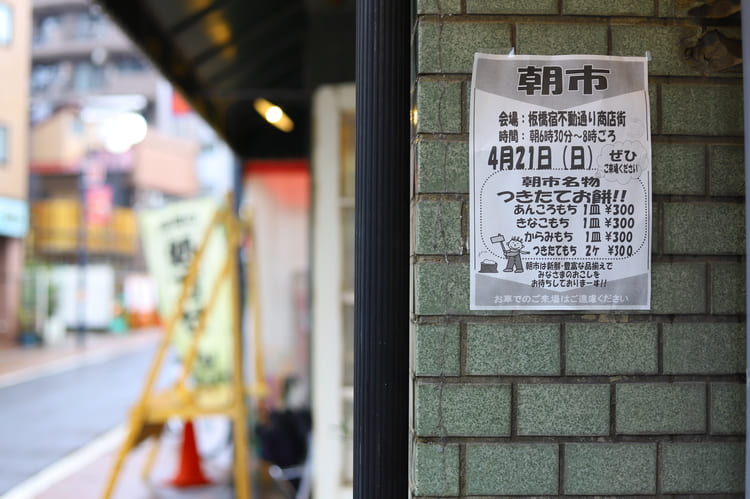 朝市
会場：板橋宿不動通り商店街
時間：朝6時30分～8時ごろ
4月21日（日）
ぜひ
ご来場ください
朝市名物
つきたてお餅!!
あんころもち 1皿 ¥300
きなこもち 1皿 ¥300
からみもち 1皿 ¥300
つきたてもち 2ヶ ¥300
朝市は新鮮・豊富な品揃えで
みなさまのおこしを
お待ちしておりまーす!!
お車でのご来場はご遠慮ください